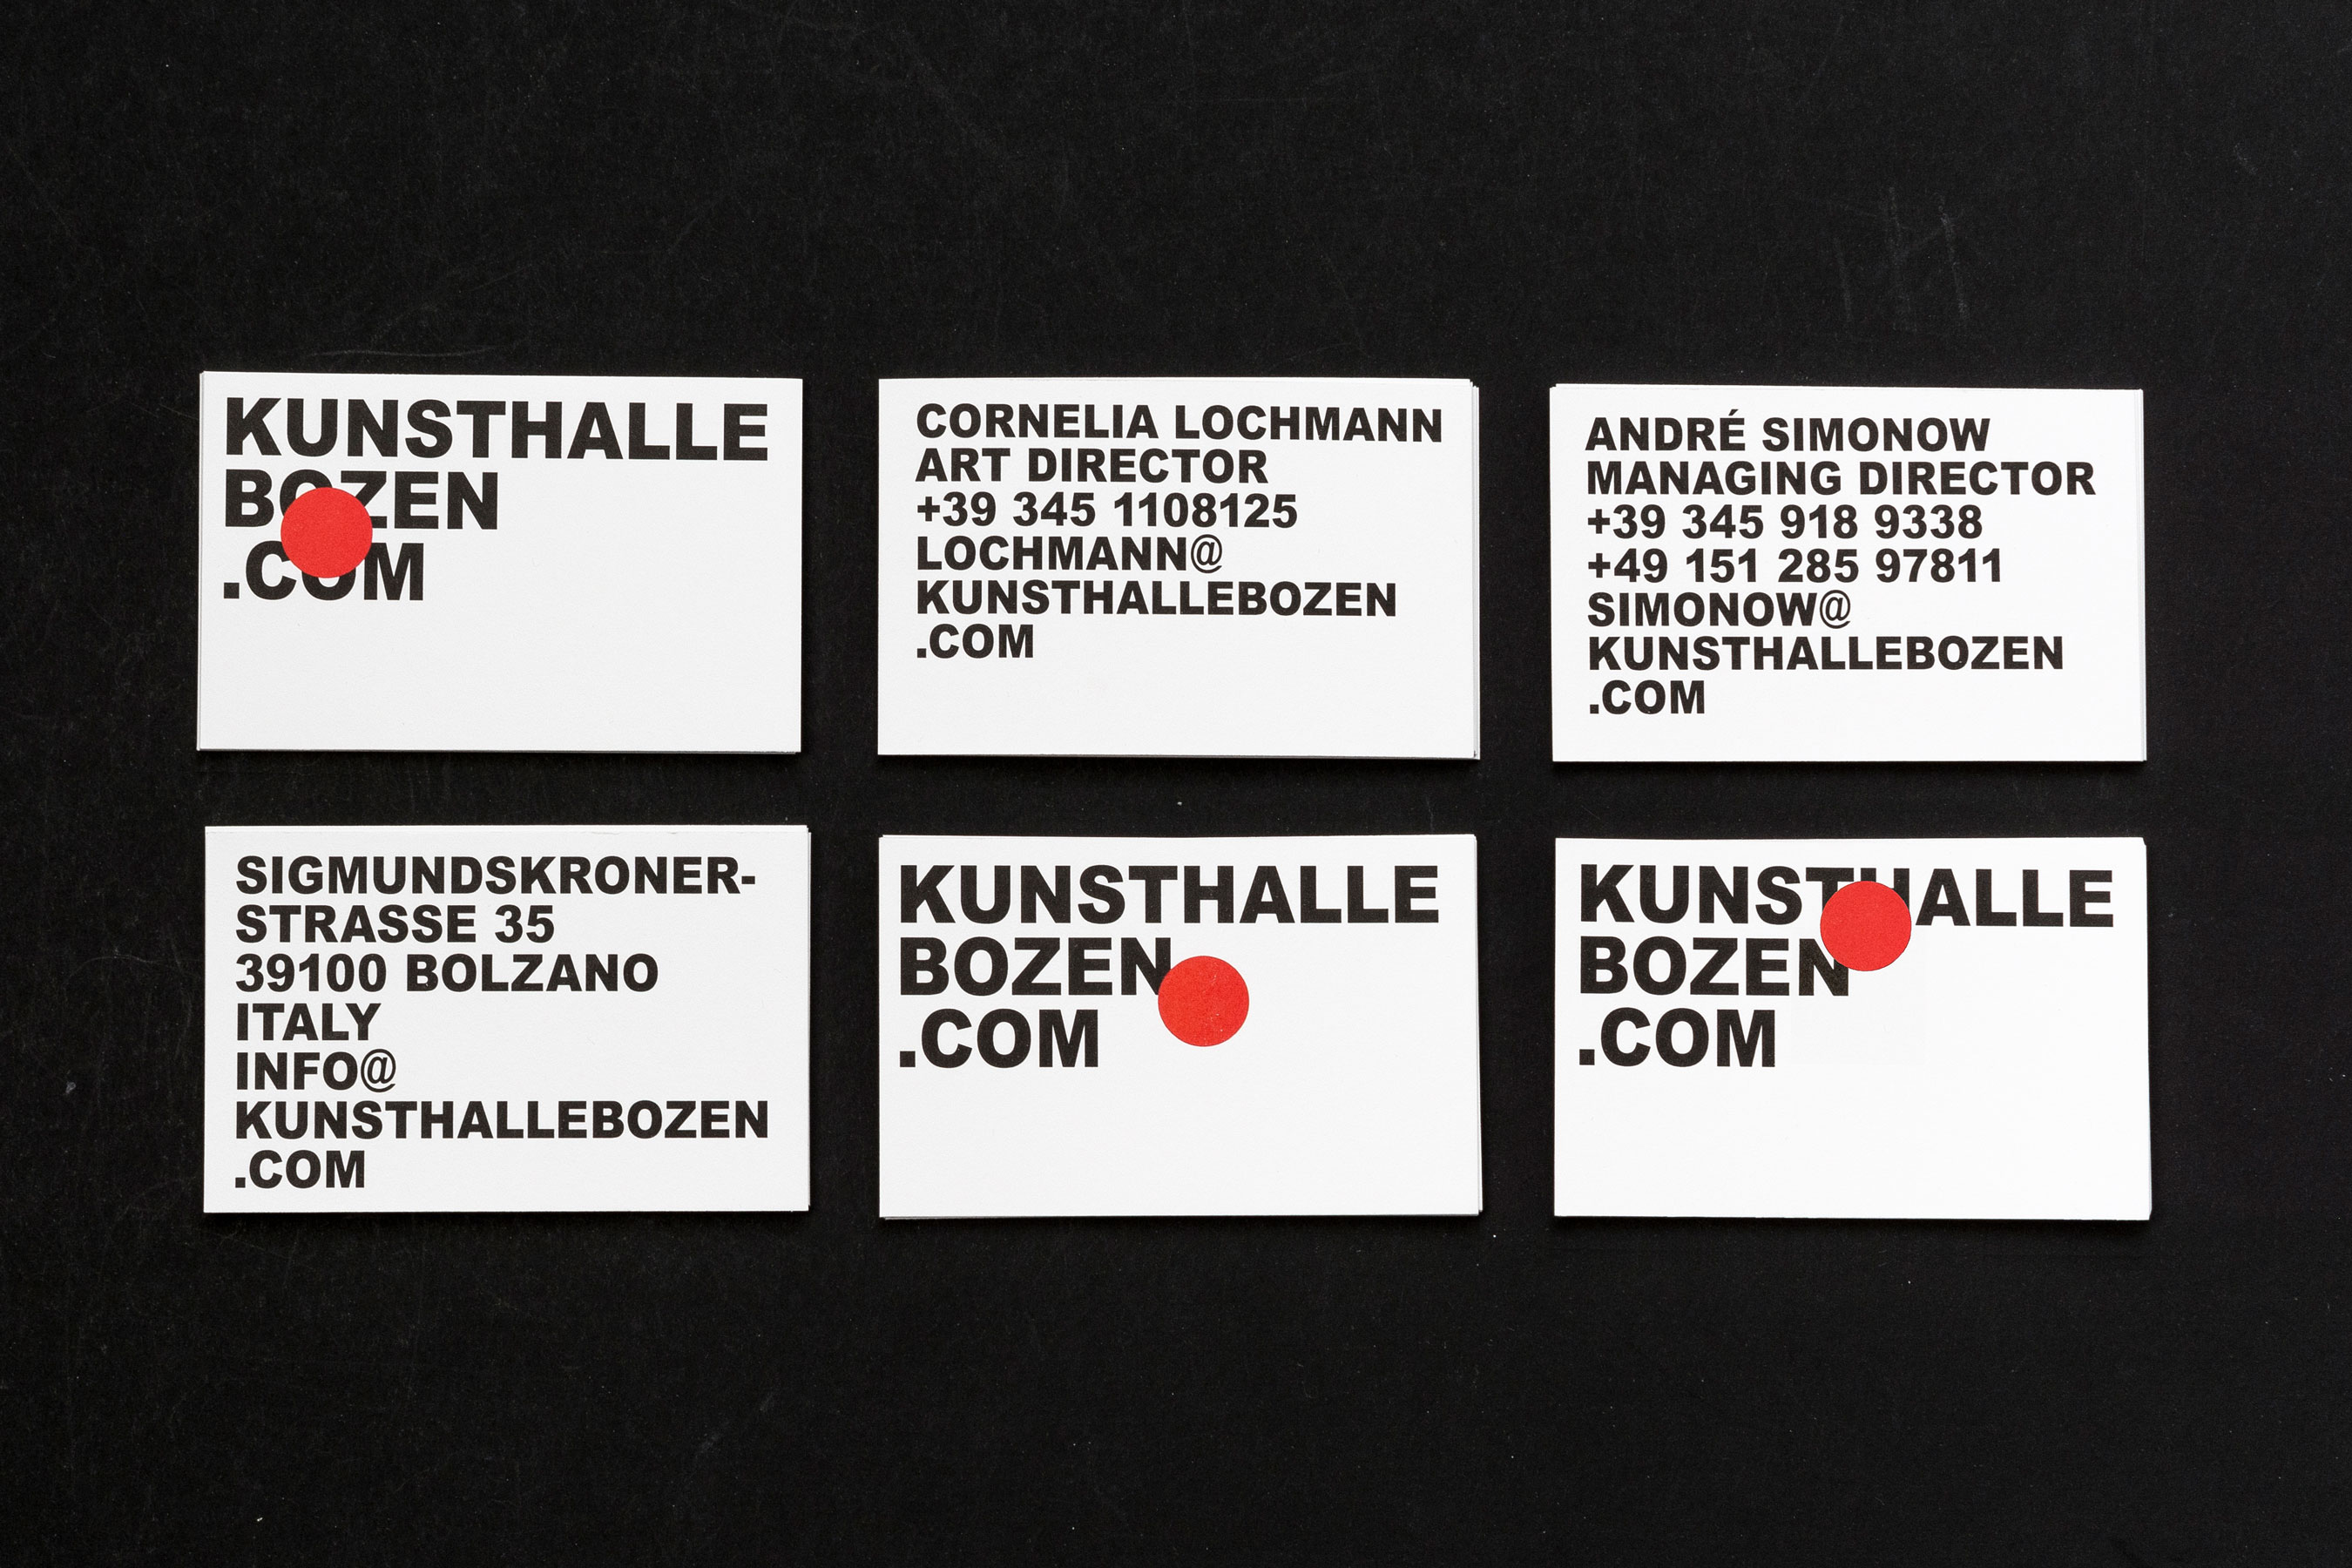 KUNSTHALLE
BOZEN
.COM
CORNELIA LOCHMANN
ART DIRECTOR
+39 345 1108125
LOCHMANN@
KUNSTHALLEBOZEN
.COM
ANDRÉ SIMONOW
MANAGING DIRECTOR
+39 345 918 9338
+49 151 285 97811
SIMONOW@
KUNSTHALLEBOZEN
.COM
SIGMUNDSKRONER-
STRASSE 35
39100 BOLZANO
ITALY
INFO@
KUNSTHALLEBOZEN
.COM
KUNSTHALLE
BOZEN
.COM
KUNSTHALLE
BOZEN
.COM